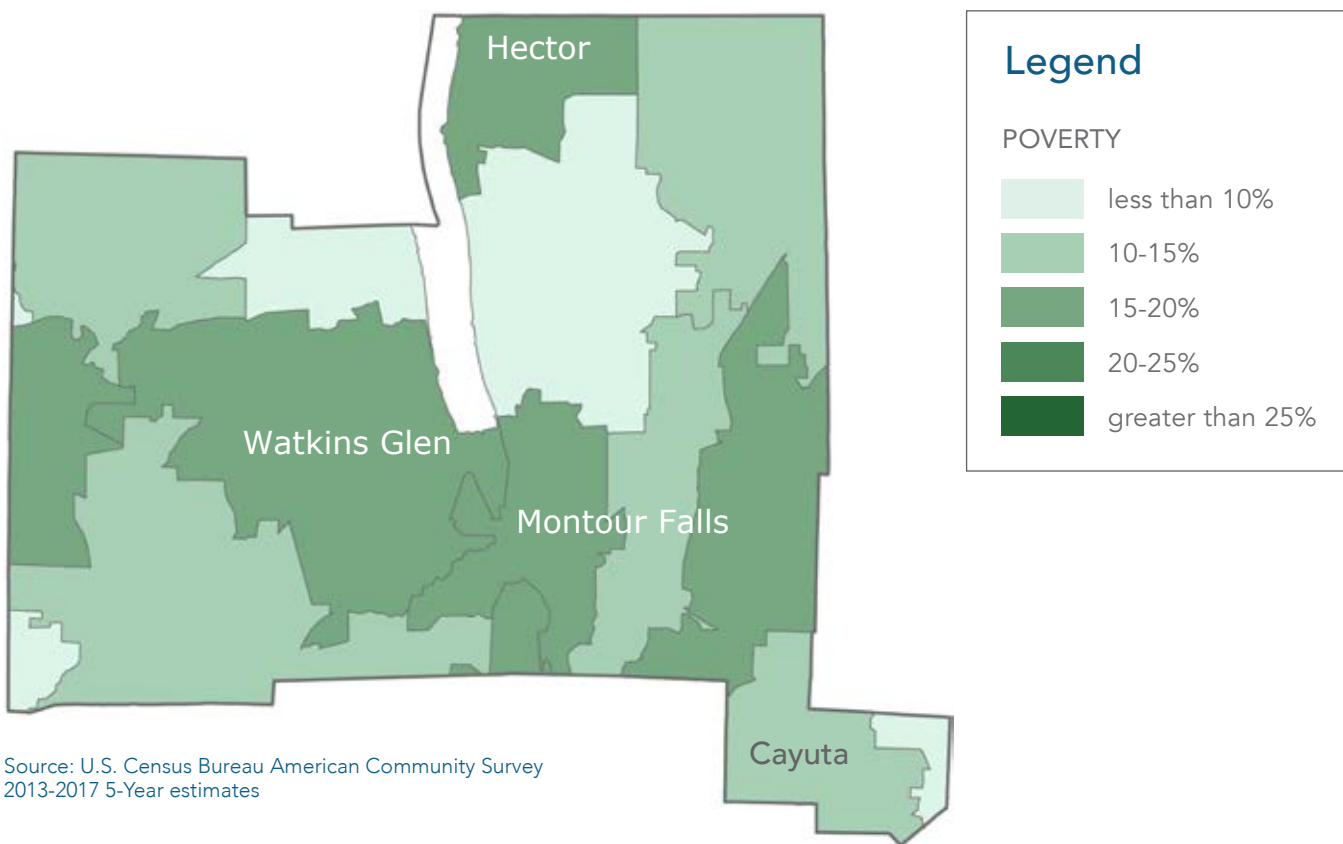 Hector
Watkins Glen
Montour Falls
Cayuta
Legend
POVERTY
less than 10%
10-15%
15-20%
20-25%
greater than 25%
Source: U.S. Census Bureau American Community Survey
2013-2017 5-Year estimates